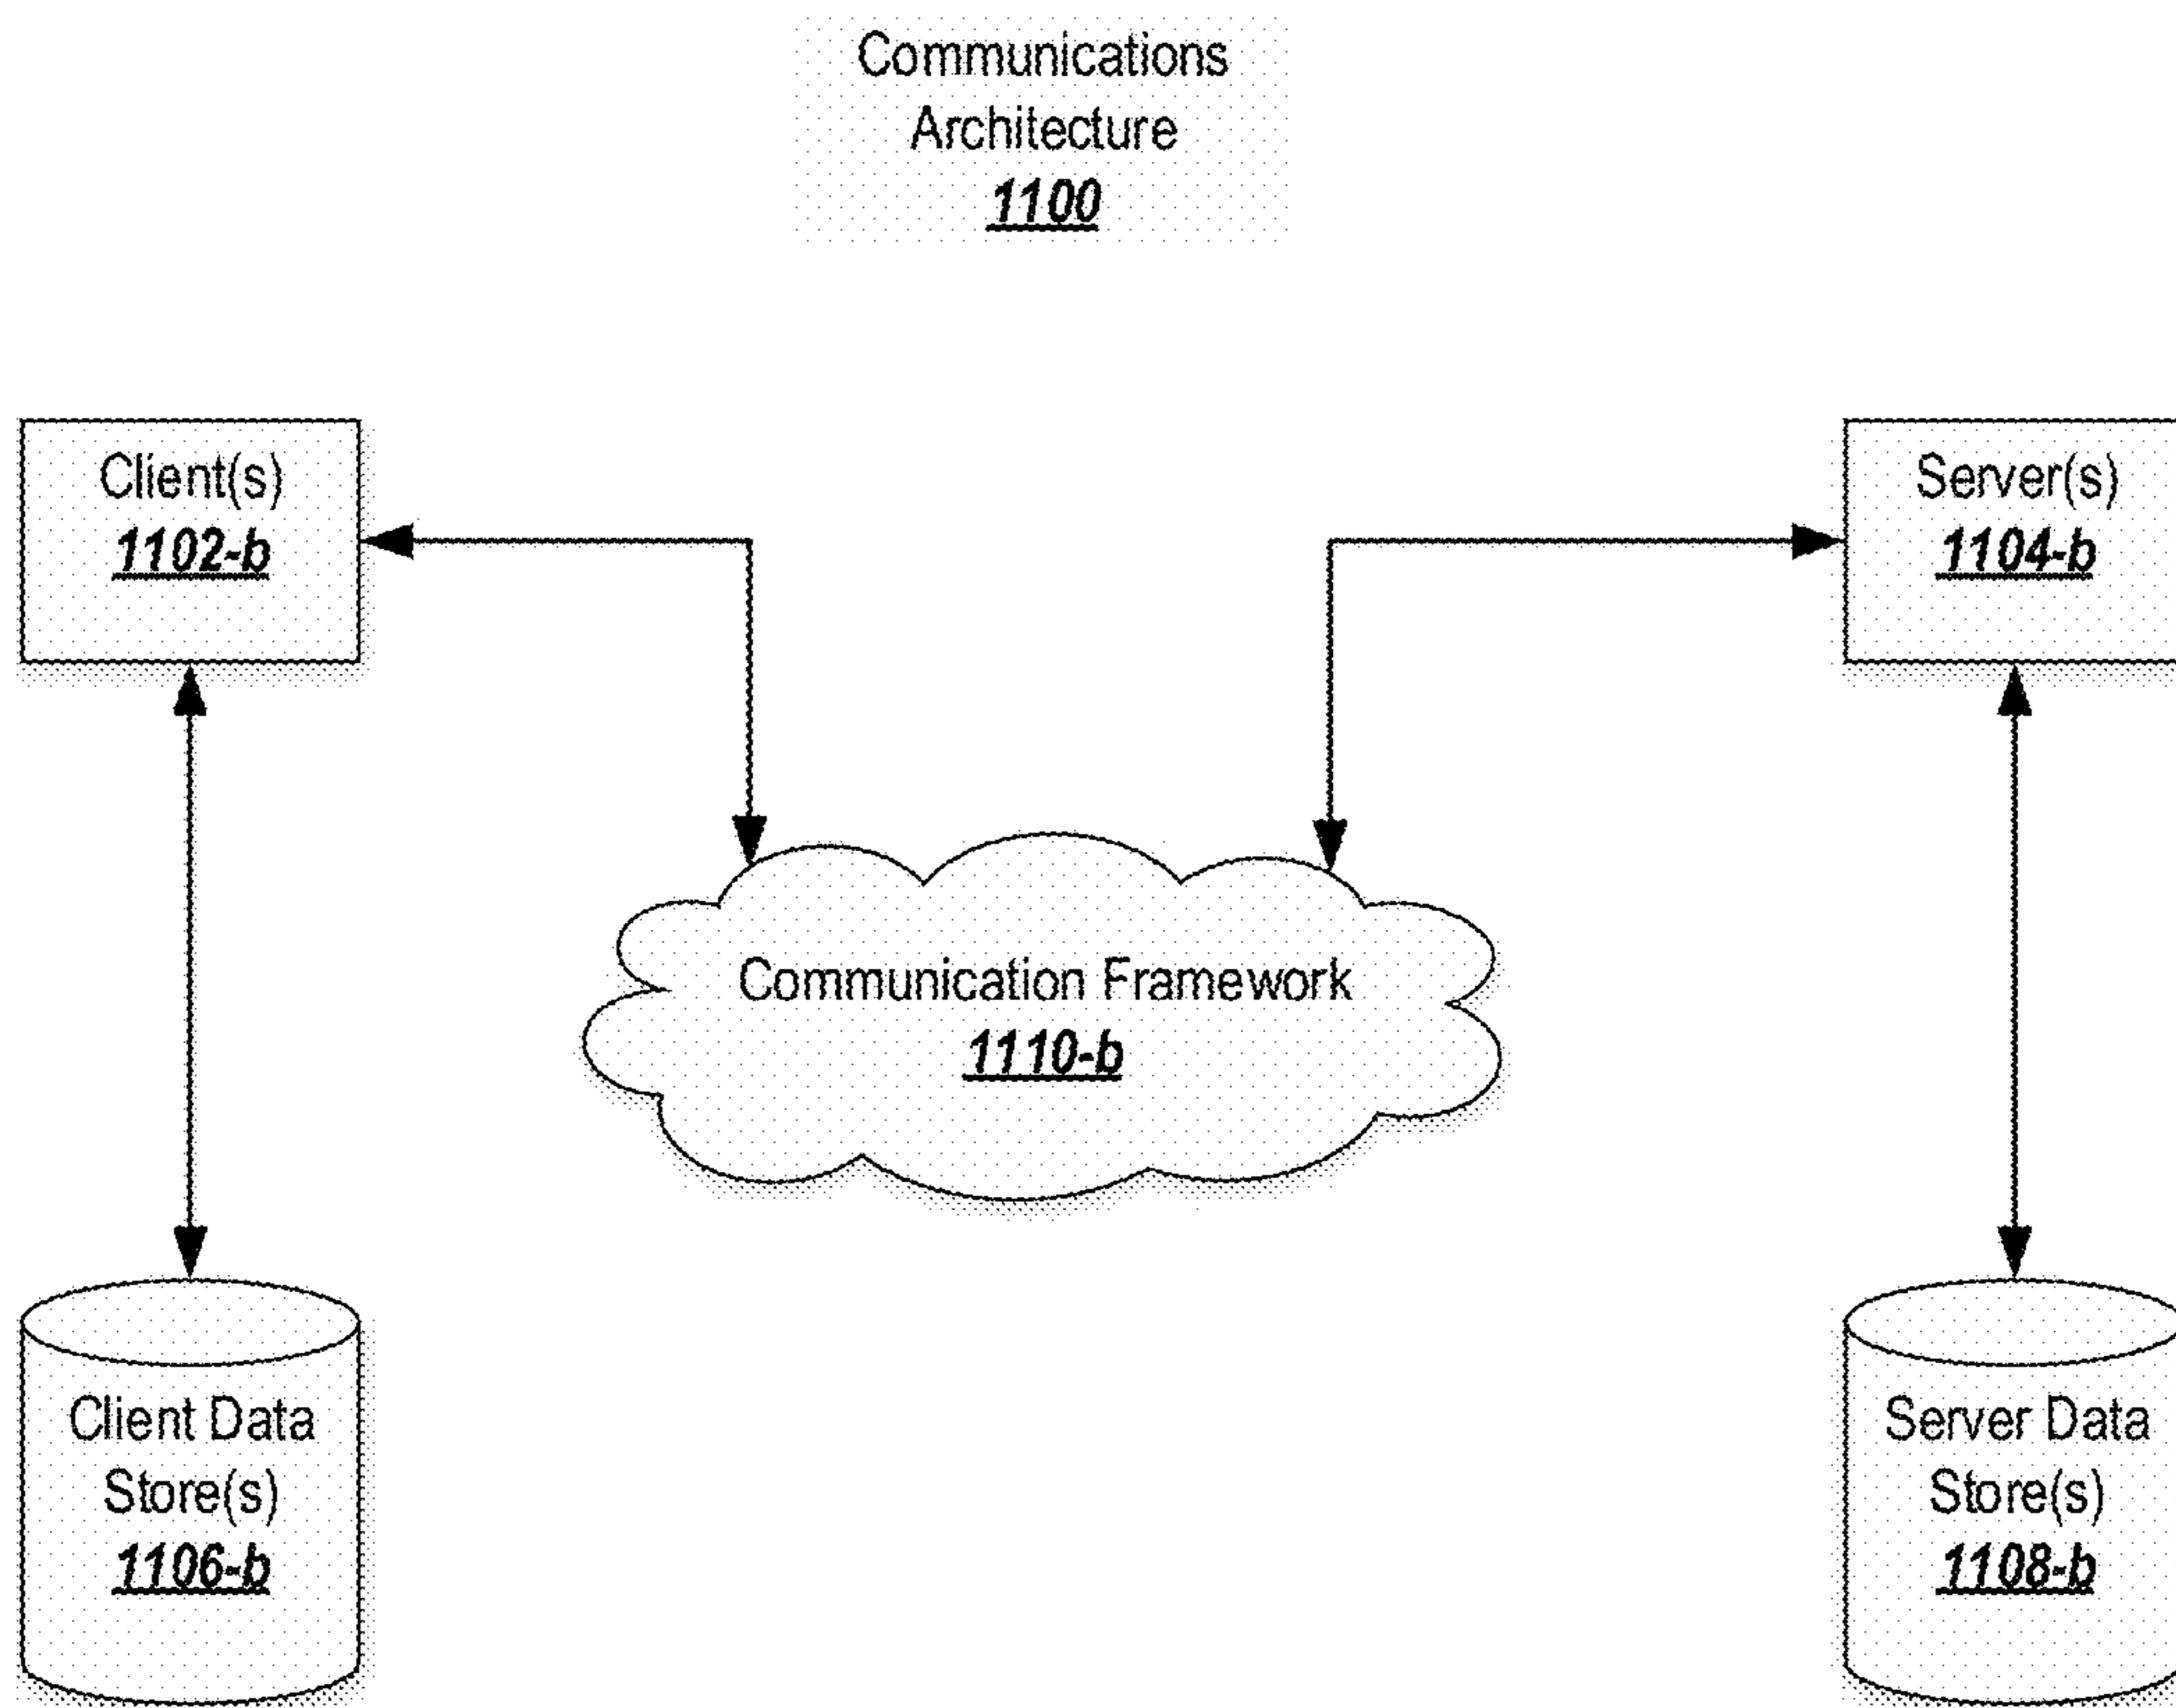 Communications
Architecture
1100
Client(s)
1102-b
Server(s)
1104-b
Communication Framework
1110-b
Client Data
Store(s)
1106-b
Server Data
Store(s)
1108-b